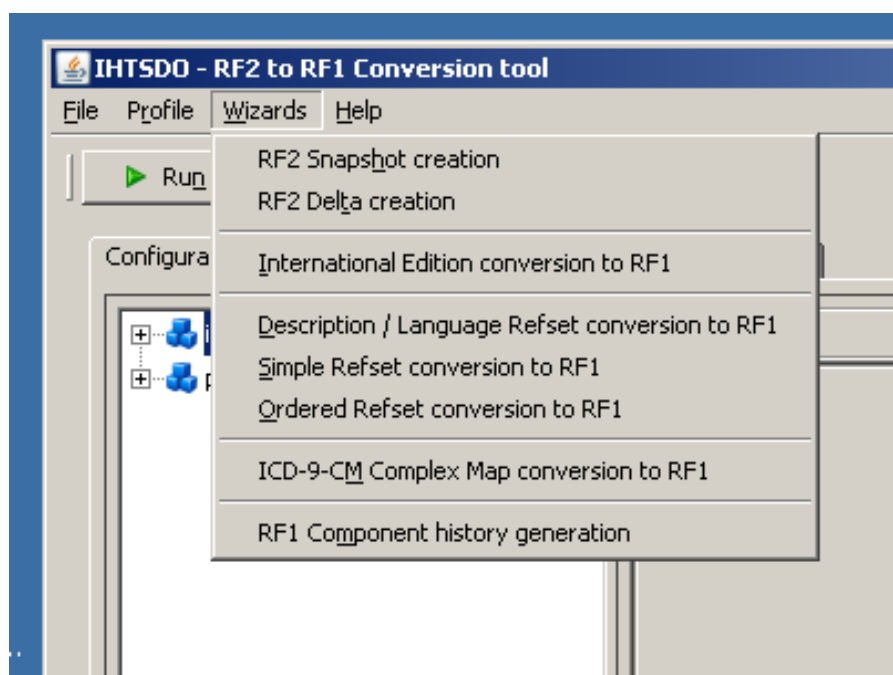 IHTSDO - RF2 to RF1 Conversion tool
File Profile Wizards Help
Run
RF2 Snapshot creation
RF2 Delta creation
Configura
International Edition conversion to RF1
Description / Language Refset conversion to RF1
Simple Refset conversion to RF1
Ordered Refset conversion to RF1
ICD-9-CM Complex Map conversion to RF1
RF1 Component history generation
..